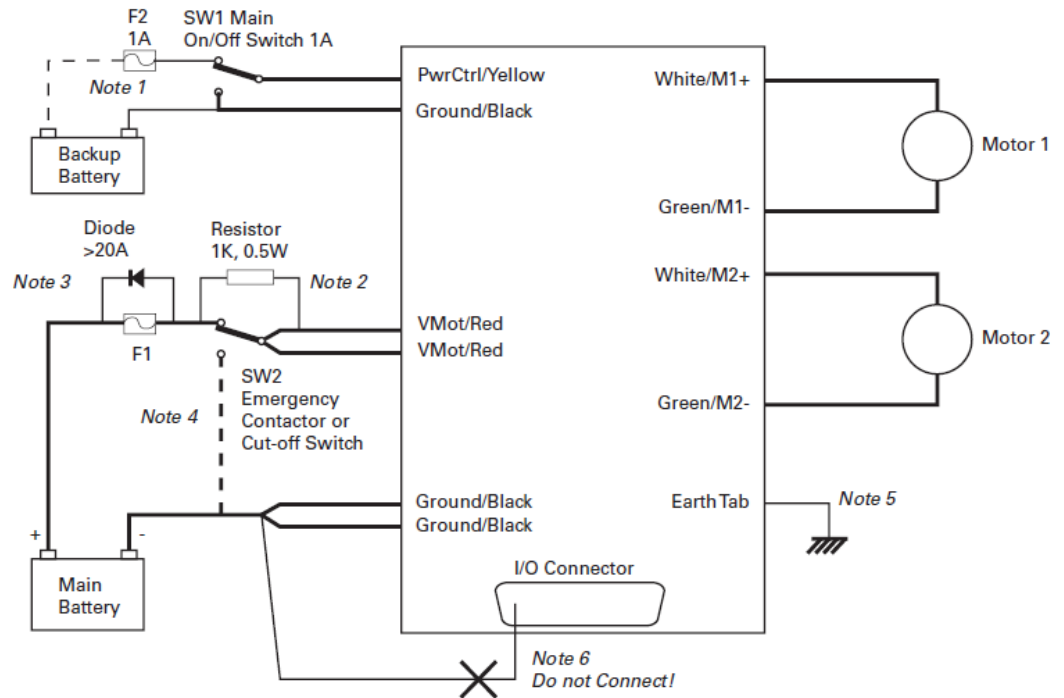 F2
1A
SW1 Main
On/Off Switch 1A
Note 1
Backup
Battery
PwrCtrl/Yellow
Ground/Black
White/M1+
Motor 1
Green/M1-
Diode
>20A
Resistor
1K, 0.5W
Note 3
Note 2
F1
VMot/Red
VMot/Red
SW2
Emergency
Contactor or
Cut-off Switch
Note 4
White/M2+
Motor 2
Green/M2-
Ground/Black
Ground/Black
Earth Tab
Note 5
+
-
Main
Battery
I/O Connector
Note 6
Do not Connect!